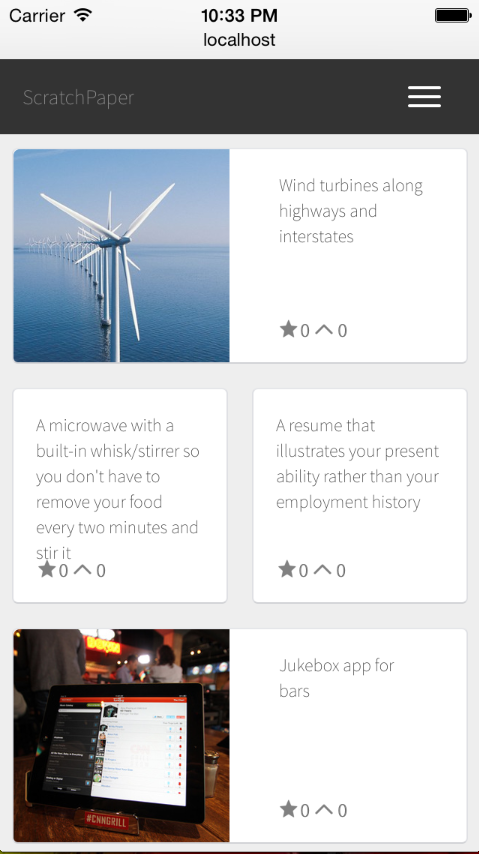 Carrier 10:33 PM
localhost
ScratchPaper
Wind turbines along
highways and
interstates
0 0
A microwave with a
built-in whisk/stirrer so
you don't have to
remove your food
every two minutes and
stir it
0 0
A resume that
illustrates your present
ability rather than your
employment history
0 0
Jukebox app for
bars
#CNNGRILL
0 0